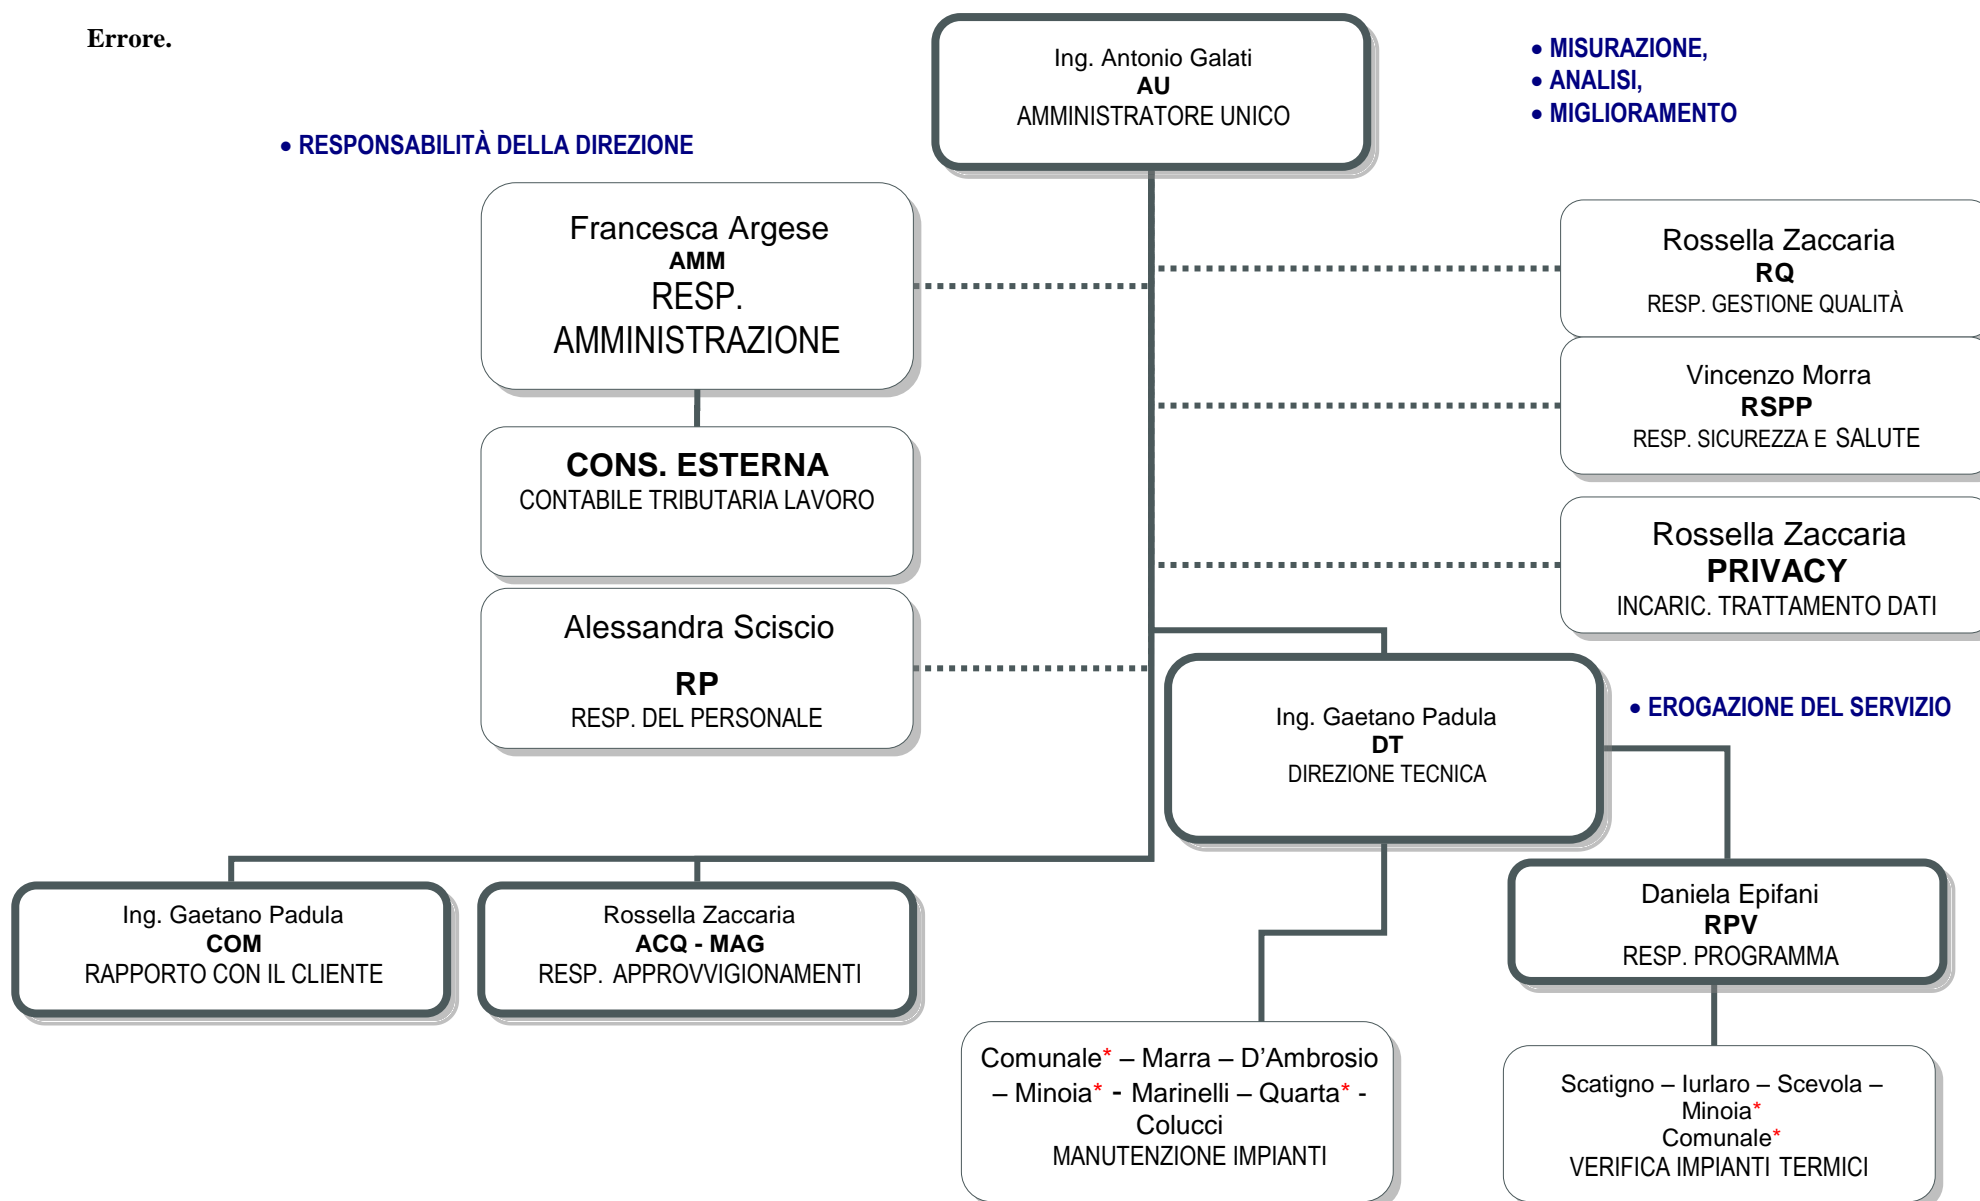 Errore.
Ing. Antonio Galati
AU
AMMINISTRATORE UNICO
• MISURAZIONE,
• ANALISI,
• MIGLIORAMENTO
• RESPONSABILITÀ DELLA DIREZIONE
Francesca Argese
AMM
RESP.
AMMINISTRAZIONE
Rossella Zaccaria
RQ
RESP. GESTIONE QUALITÀ
Vincenzo Morra
RSPP
RESP. SICUREZZA E SALUTE
CONS. ESTERNA
CONTABILE TRIBUTARIA LAVORO
Rossella Zaccaria
PRIVACY
INCARIC. TRATTAMENTO DATI
Alessandra Sciscio
RP
RESP. DEL PERSONALE
Ing. Gaetano Padula
DT
DIREZIONE TECNICA
• EROGAZIONE DEL SERVIZIO
Ing. Gaetano Padula
COM
RAPPORTO CON IL CLIENTE
Rossella Zaccaria
ACQ - MAG
RESP. APPROVVIGIONAMENTI
Daniela Epifani
RPV
RESP. PROGRAMMA
Comunale* – Marra – D'Ambrosio
– Minoia* - Marinelli – Quarta* -
Colucci
MANUTENZIONE IMPIANTI
Scatigno – Iurlaro – Scevola –
Minoia*
Comunale*
VERIFICA IMPIANTI TERMICI